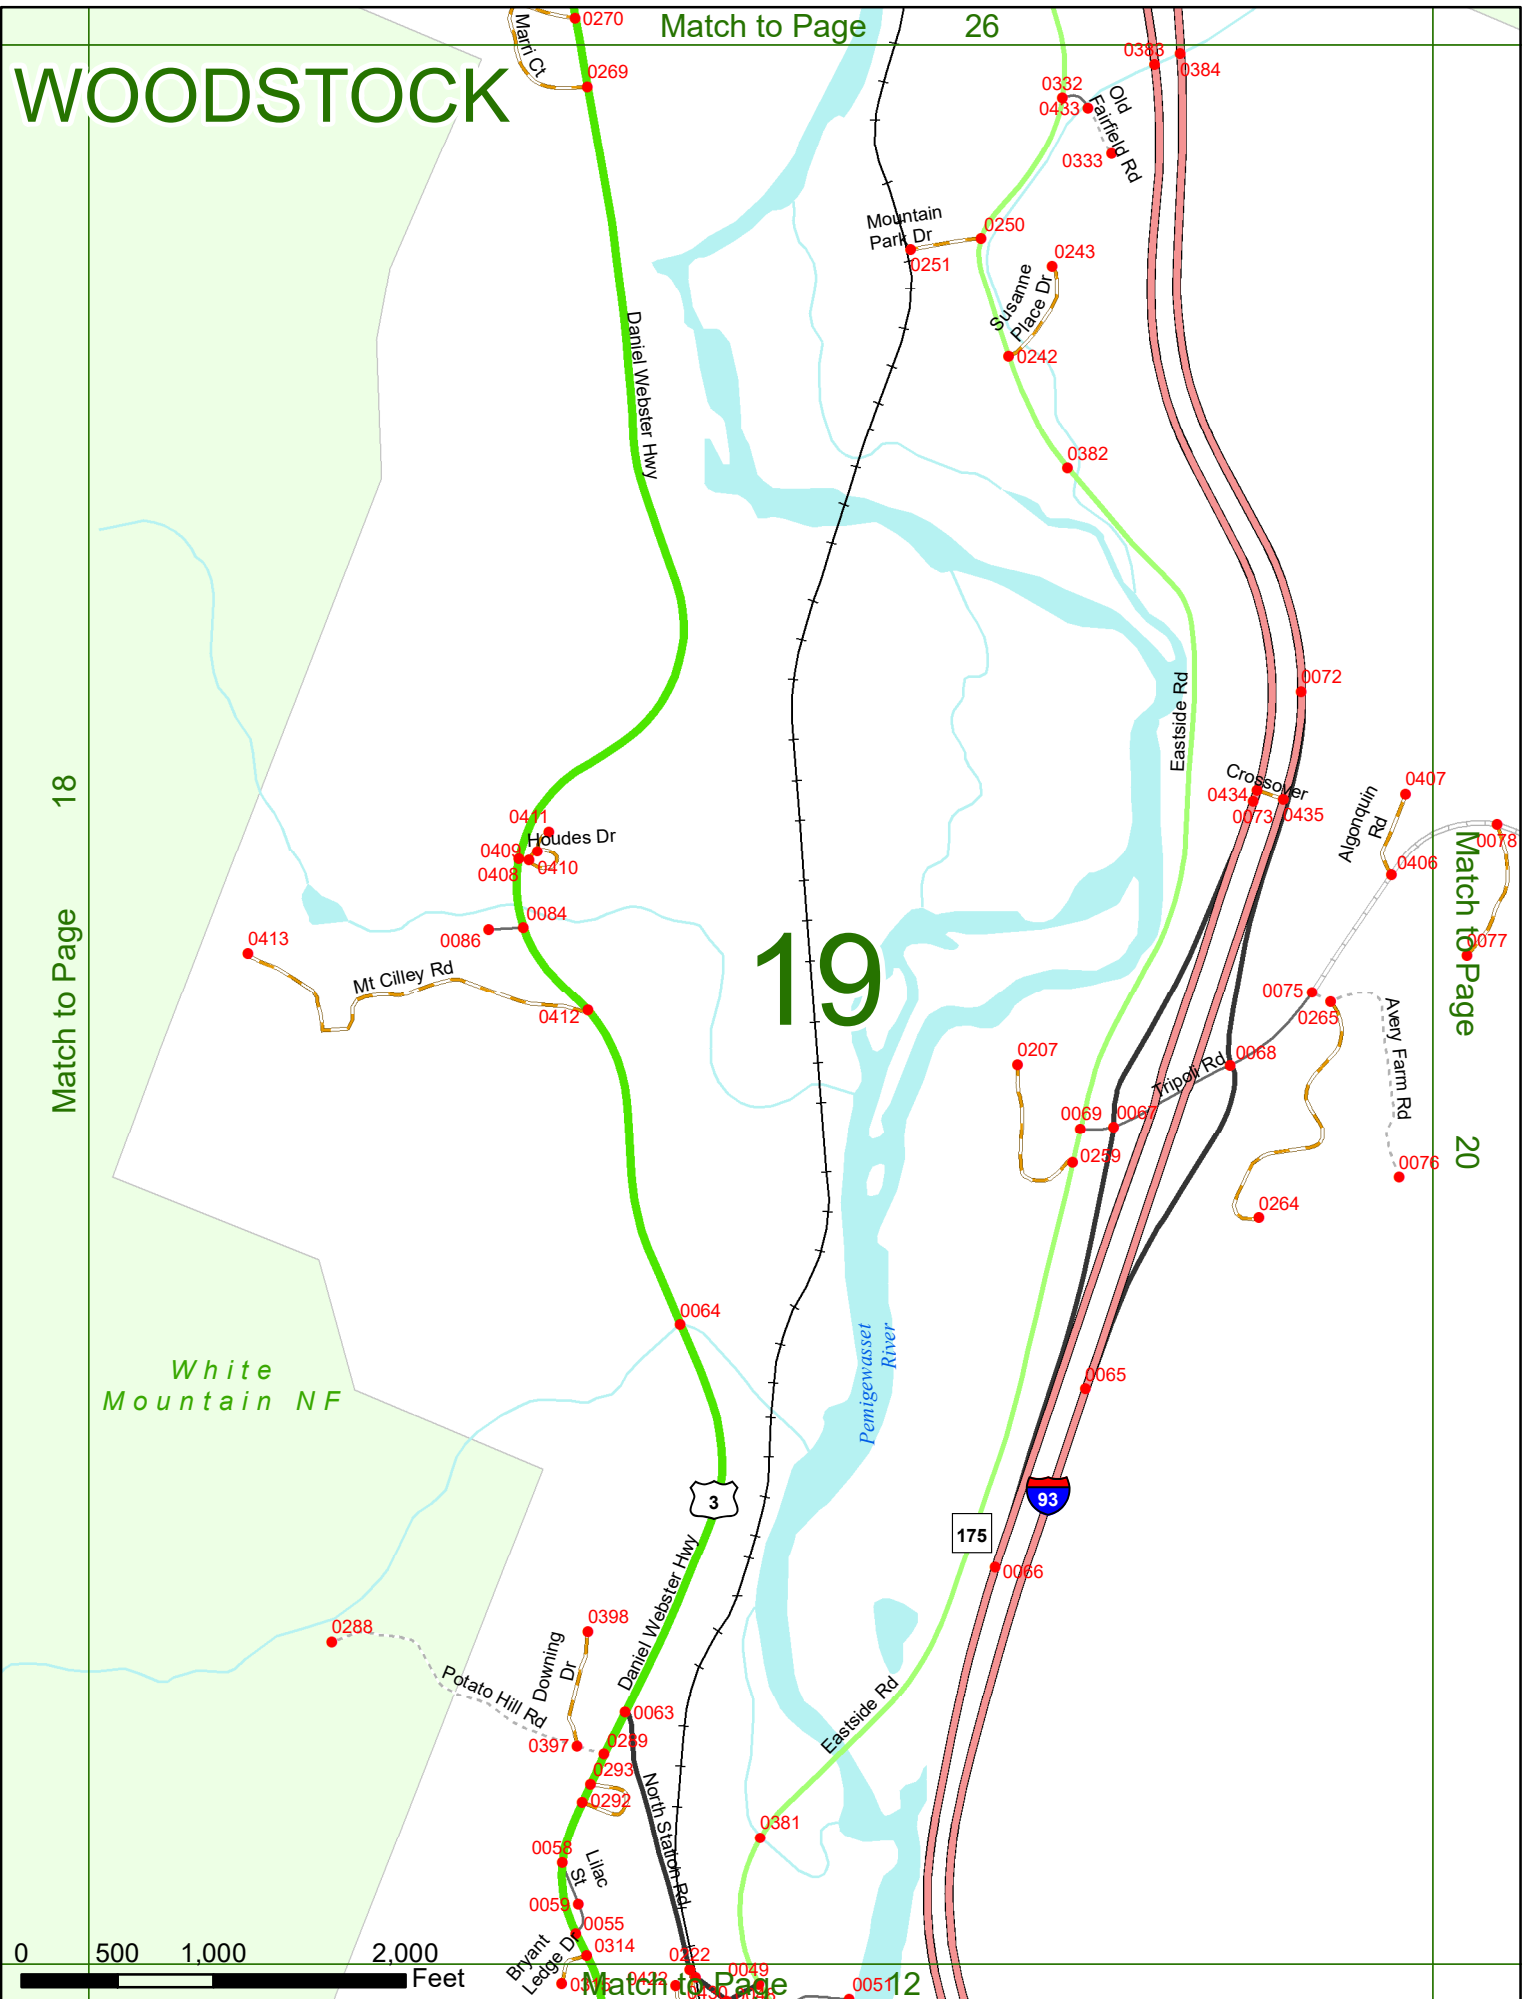 Match to Page 26
WOODSTOCK
0270
0269
Marri Ct
0383
0384
0332
0433
0333
Old
Fairfield Rd
Mountain
Park Dr
0250
0251
0243
Susanne
Place Dr
0242
Daniel Webster Hwy
0382
Eastside Rd
0072
Crossover
0434
0073
0435
Algonquin
Rd
0407
0406
0078
0077
Match to Page 18
Match to Page 20
0411
Houdes Dr
0409
0408
0410
0084
0086
0413
Mt Cilley Rd
0412
19
0075
0265
Avery Farm Rd
0207
0068
Tripoli Rd
0069
0067
0259
0076
0264
0064
Pemigewasset
River
White
Mountain NF
0065
3
93
175
0066
Daniel Webster Hwy
0288
0398
Downing
Dr
Potato Hill Rd
0063
0397
0289
0293
0292
Eastside Rd
North Station Rd
0381
0058
Lilac
St
0059
0055
Bryant
Ledge Dr
0314
0315
0222
0422
0049
0051
0 500 1,000 2,000
Feet
Match to Page 12